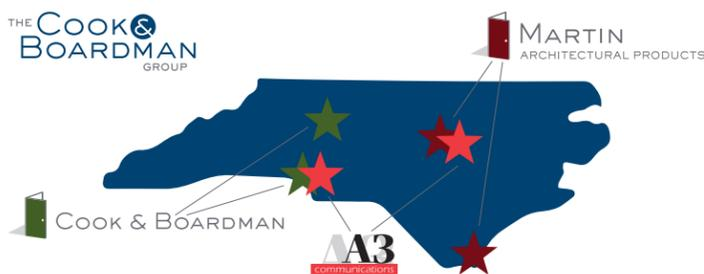 THE COOK &
BOARDMAN
GROUP
MARTIN
ARCHITECTURAL PRODUCTS
COOK & BOARDMAN
A3
communications